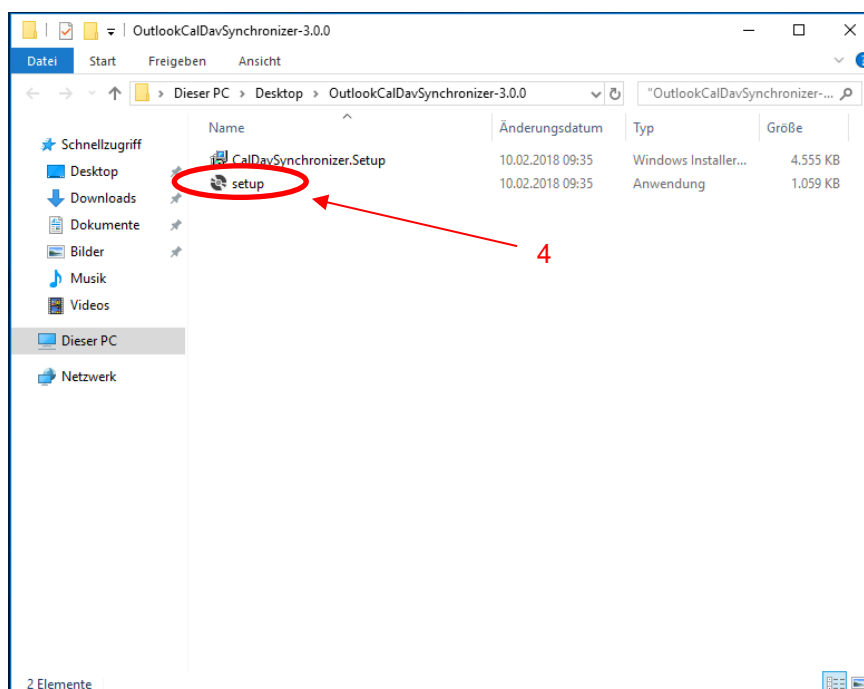 OutlookCalDavSynchronizer-3.0.0
Datei Start Freigeben Ansicht
Dieser PC > Desktop > OutlookCalDavSynchronizer-3.0.0 "OutlookCalDavSynchronizer-...
Name Änderungsdatum Typ Größe
Schnellzugriff
Desktop
Downloads
Dokumente
Bilder
Musik
Videos
Dieser PC
Netzwerk
CalDavSynchronizer.Setup 10.02.2018 09:35 Windows Installer... 4.555 KB
setup 10.02.2018 09:35 Anwendung 1.059 KB
4
2 Elemente